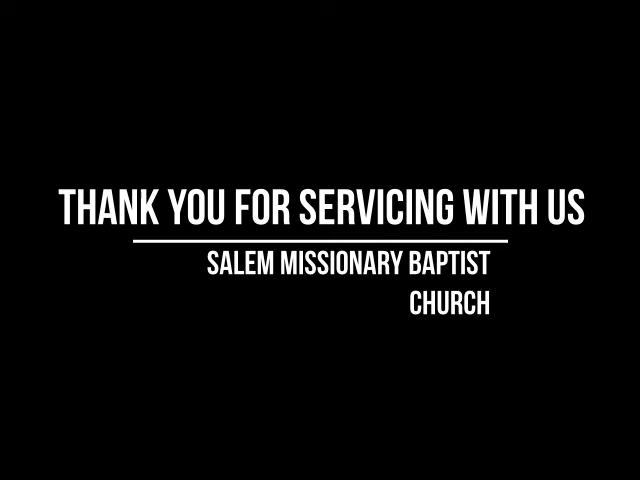 THANK YOU FOR SERVICING WITH US
SALEM MISSIONARY BAPTIST
CHURCH